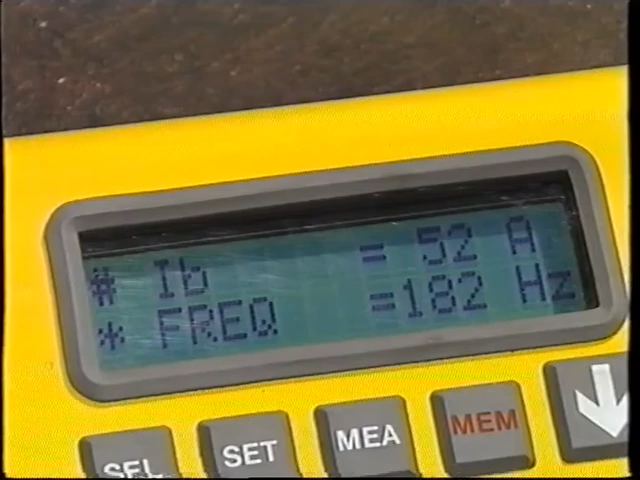 # Ib = 52 A
* FREQ =182 Hz
SEL SET MEA MEM